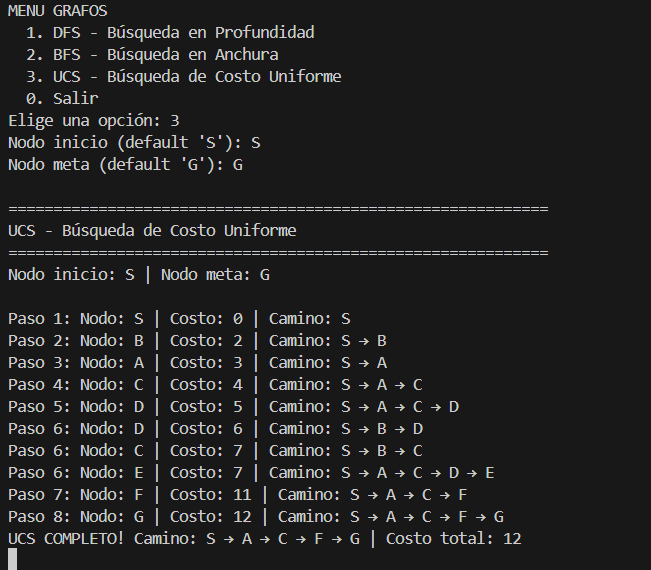 MENU GRAFOS
1. DFS - Búsqueda en Profundidad
2. BFS - Búsqueda en Anchura
3. UCS - Búsqueda de Costo Uniforme
0. Salir
Elige una opción: 3
Nodo inicio (default 'S'): S
Nodo meta (default 'G'): G
============================================================
UCS - Búsqueda de Costo Uniforme
============================================================
Nodo inicio: S | Nodo meta: G
Paso 1: Nodo: S | Costo: 0 | Camino: S
Paso 2: Nodo: B | Costo: 2 | Camino: S → B
Paso 3: Nodo: A | Costo: 3 | Camino: S → A
Paso 4: Nodo: C | Costo: 4 | Camino: S → A → C
Paso 5: Nodo: D | Costo: 5 | Camino: S → A → C → D
Paso 6: Nodo: D | Costo: 6 | Camino: S → B → D
Paso 6: Nodo: C | Costo: 7 | Camino: S → B → C
Paso 6: Nodo: E | Costo: 7 | Camino: S → A → C → D → E
Paso 7: Nodo: F | Costo: 11 | Camino: S → A → C → F
Paso 8: Nodo: G | Costo: 12 | Camino: S → A → C → F → G
UCS COMPLETO! Camino: S → A → C → F → G | Costo total: 12